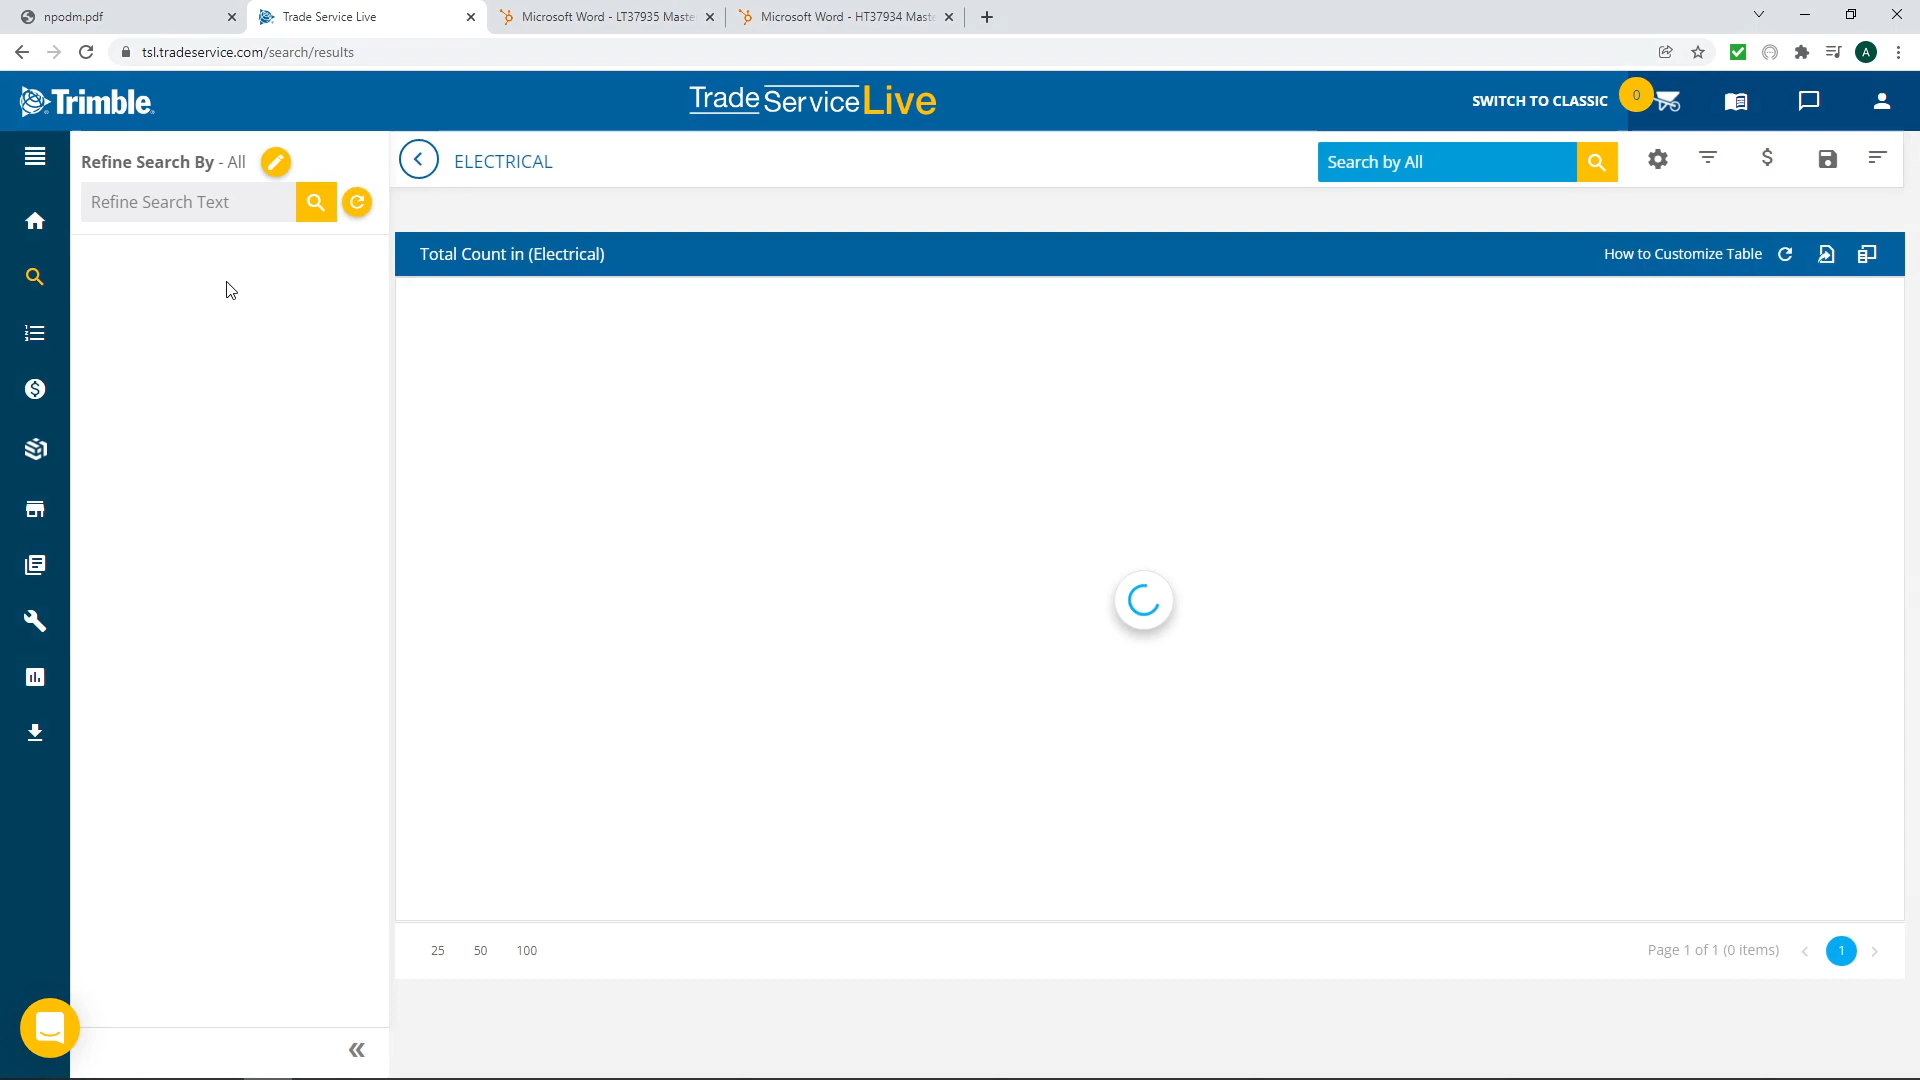 npodm.pdf
Trade Service Live
Microsoft Word - LT37935 Maste
Microsoft Word - HT37934 Maste
tsl.tradeservice.com/search/results
A
Trimble
Trade Service Live
SWITCH TO CLASSIC
0
Refine Search By - All
ELECTRICAL
Search by All
Refine Search Text
Total Count in (Electrical)
How to Customize Table
25 50 100
Page 1 of 1 (0 items)
1